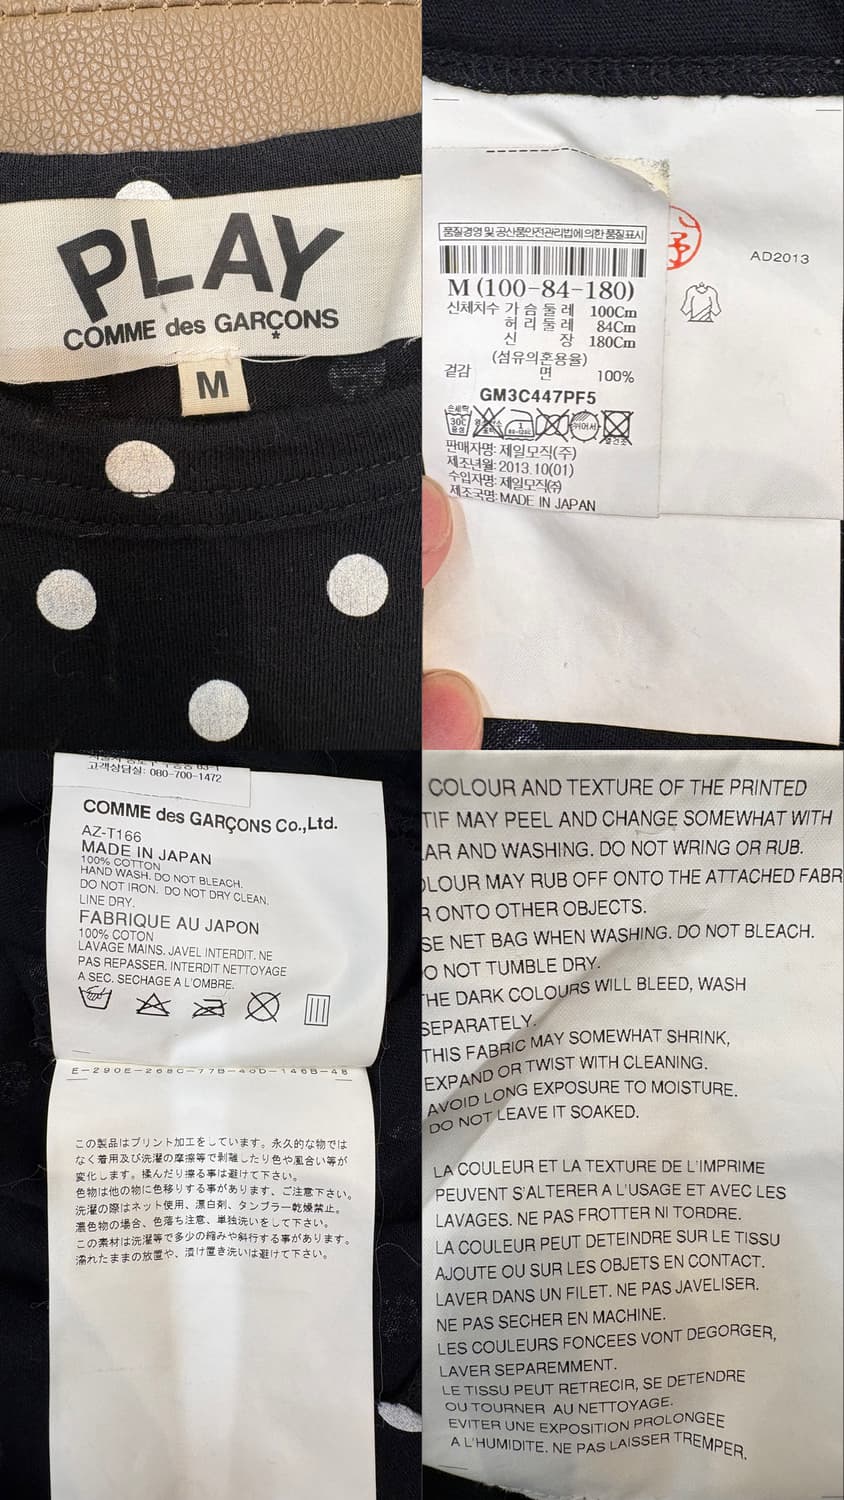 PLAY
COMME des GARÇONS
M
품질경영 및 공산품안전관리법에 의한 품질표시
M (100-84-180)
신체치수 가 슴 둘 레 100Cm
허 리 둘 레 84Cm
신 장 180Cm
(섬유의혼용율)
겉감 면 100%
GM3C447PF5
손세탁
30℃
중성
판매자명: 제일모직(주)
제조년월: 2013.10(01)
수입자명: 제일모직㈜
제조국명: MADE IN JAPAN
AD2013
고객상담실: 080-700-1472
COMME des GARÇONS Co.,Ltd.
AZ-T166
MADE IN JAPAN
100% COTTON
HAND WASH. DO NOT BLEACH.
DO NOT IRON. DO NOT DRY CLEAN.
LINE DRY.
FABRIQUE AU JAPON
100% COTON
LAVAGE MAINS. JAVEL INTERDIT. NE
PAS REPASSER. INTERDIT NETTOYAGE
A SEC. SECHAGE A L'OMBRE.
この製品はプリント加工をしています。永久的な物では
なく着用及び洗濯の摩擦等で剥離したり色や風合い等が
変化します。揉んだり擦る事は避けて下さい。
色物は他の物に色移りする事があります、ご注意下さい。
洗濯の際はネット使用、漂白剤、タンブラー乾燥禁止。
濃色物の場合、色落ち注意、単独洗いをして下さい。
この素材は洗濯等で多少の縮みや斜行する事があります。
濡れたままの放置や、漬け置き洗いは避けて下さい。
COLOUR AND TEXTURE OF THE PRINTED
TIF MAY PEEL AND CHANGE SOMEWHAT WITH
AR AND WASHING. DO NOT WRING OR RUB.
OLOUR MAY RUB OFF ONTO THE ATTACHED FABR
R ONTO OTHER OBJECTS.
SE NET BAG WHEN WASHING. DO NOT BLEACH.
O NOT TUMBLE DRY.
THE DARK COLOURS WILL BLEED, WASH
SEPARATELY.
THIS FABRIC MAY SOMEWHAT SHRINK,
EXPAND OR TWIST WITH CLEANING.
AVOID LONG EXPOSURE TO MOISTURE.
DO NOT LEAVE IT SOAKED.
LA COULEUR ET LA TEXTURE DE L'IMPRIME
PEUVENT S'ALTERER A L'USAGE ET AVEC LES
LAVAGES. NE PAS FROTTER NI TORDRE.
LA COULEUR PEUT DETEINDRE SUR LE TISSU
AJOUTE OU SUR LES OBJETS EN CONTACT.
LAVER DANS UN FILET. NE PAS JAVELISER.
NE PAS SECHER EN MACHINE.
LES COULEURS FONCEES VONT DEGORGER,
LAVER SEPAREMMENT.
LE TISSU PEUT RETRECIR, SE DETENDRE
OU TOURNER AU NETTOYAGE.
EVITER UNE EXPOSITION PROLONGEE
A L'HUMIDITE. NE PAS LAISSER TREMPER.